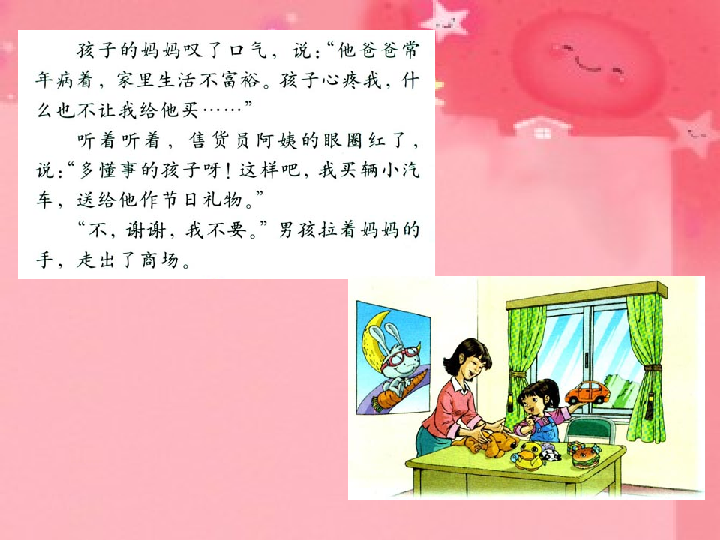 孩子的妈妈叹了口气，说：“他爸爸常
年病着，家里生活不富裕。孩子心疼我，什
么也不让我给他买……”
听着听着，售货员阿姨的眼圈红了，
说：“多懂事的孩子呀！这样吧，我买辆小汽
车，送给他作节日礼物。”
“不，谢谢，我不要。”男孩拉着妈妈的
手，走出了商场。